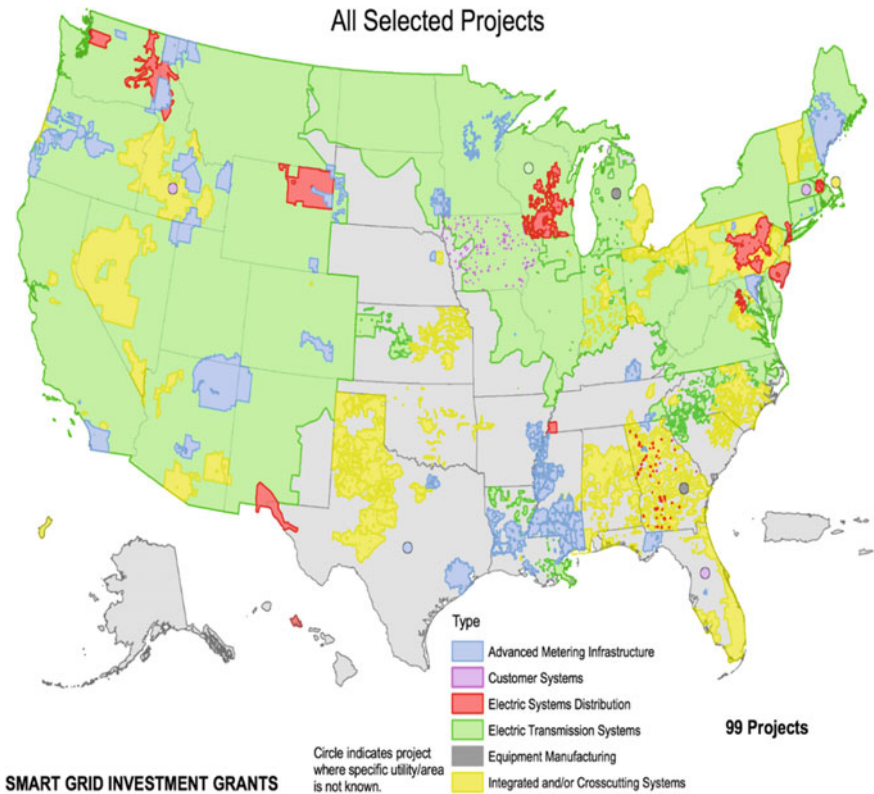 All Selected Projects
Type
Advanced Metering Infrastructure
Customer Systems
Electric Systems Distribution
Electric Transmission Systems
99 Projects
Equipment Manufacturing
Integrated and/or Crosscutting Systems
Circle indicates project
where specific utility/area
is not known.
SMART GRID INVESTMENT GRANTS